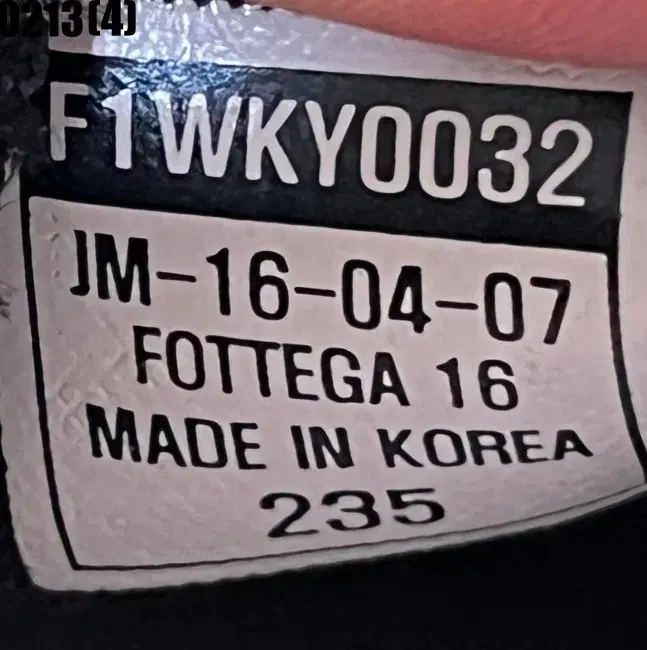 0213(4)
F1WKY0032
JM-16-04-07
FOTTEGA 16
MADE IN KOREA
235